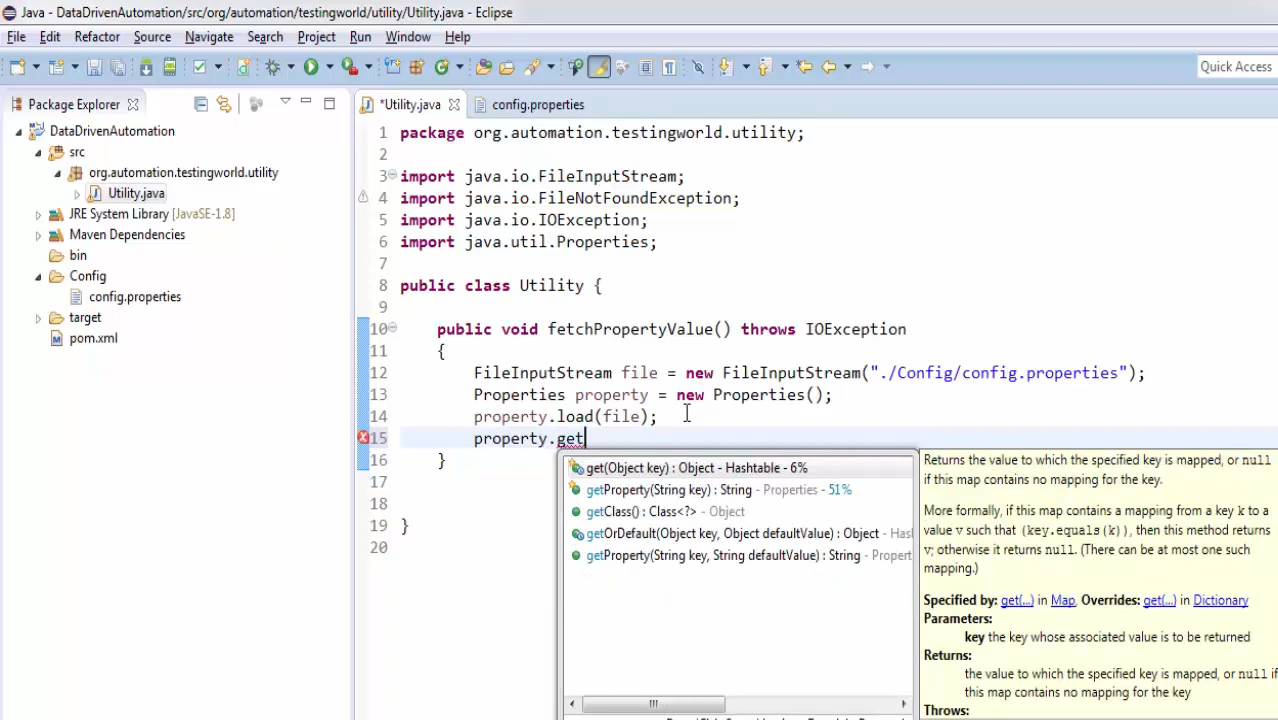 Java - DataDrivenAutomation/src/org/automation/testingworld/utility/Utility.java - Eclipse
File Edit Refactor Source Navigate Search Project Run Window Help
Quick Access
Package Explorer
*Utility.java config.properties
DataDrivenAutomation
src
org.automation.testingworld.utility
Utility.java
JRE System Library [JavaSE-1.8]
Maven Dependencies
bin
Config
config.properties
target
pom.xml
1 package org.automation.testingworld.utility;
2
3 import java.io.FileInputStream;
4 import java.io.FileNotFoundException;
5 import java.io.IOException;
6 import java.util.Properties;
7
8 public class Utility {
9
10 public void fetchPropertyValue() throws IOException
11 {
12 FileInputStream file = new FileInputStream("./Config/config.properties");
13 Properties property = new Properties();
14 property.load(file);
15 property.get
16 }
17
18
19 }
20
get(Object key) : Object - Hashtable - 6%
getProperty(String key) : String - Properties - 51%
getClass() : Class<?> - Object
getOrDefault(Object key, Object defaultValue) : Object - Has
getProperty(String key, String defaultValue) : String - Propert
Returns the value to which the specified key is mapped, or null
if this map contains no mapping for the key.
More formally, if this map contains a mapping from a key k to a
value v such that (key.equals(k)), then this method returns
v; otherwise it returns null. (There can be at most one such
mapping.)
Specified by: get(...) in Map, Overrides: get(...) in Dictionary
Parameters:
key the key whose associated value is to be returned
Returns:
the value to which the specified key is mapped, or null if
this map contains no mapping for the key
Throws: